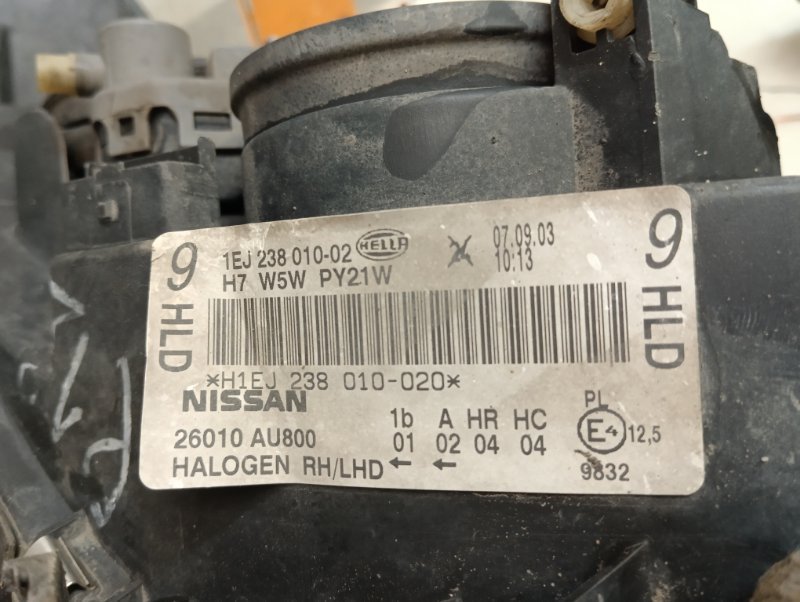 9 HLD
1EJ 238 010-02 HELLA 07.09.03
H7 W5W PY21W 10:13
*H1EJ 238 010-020*
NISSAN
26010 AU800
HALOGEN RH/LHD
1b A HR HC
01 02 04 04
← ←
PL
E4 12,5
9832
9 HLD